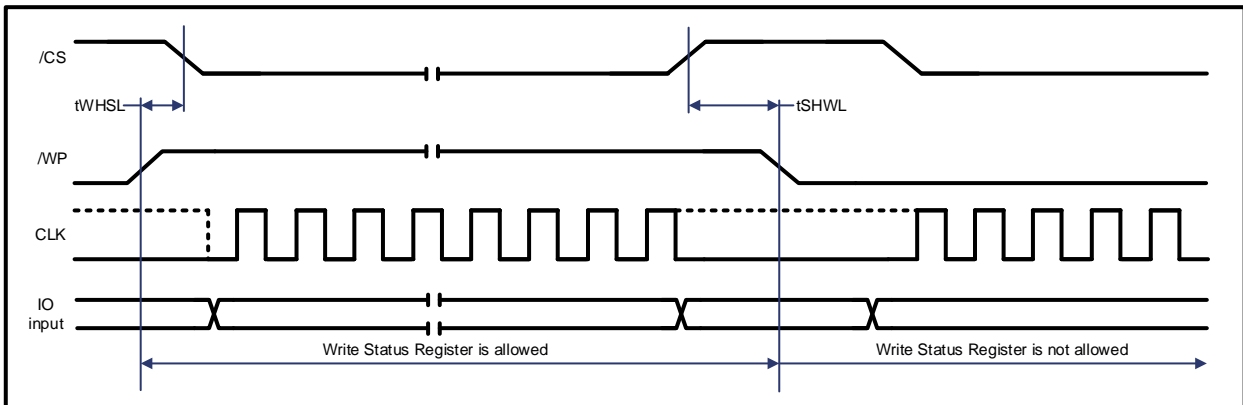 /CS
tWHSL
tSHWL
/WP
CLK
IO
input
Write Status Register is allowed
Write Status Register is not allowed